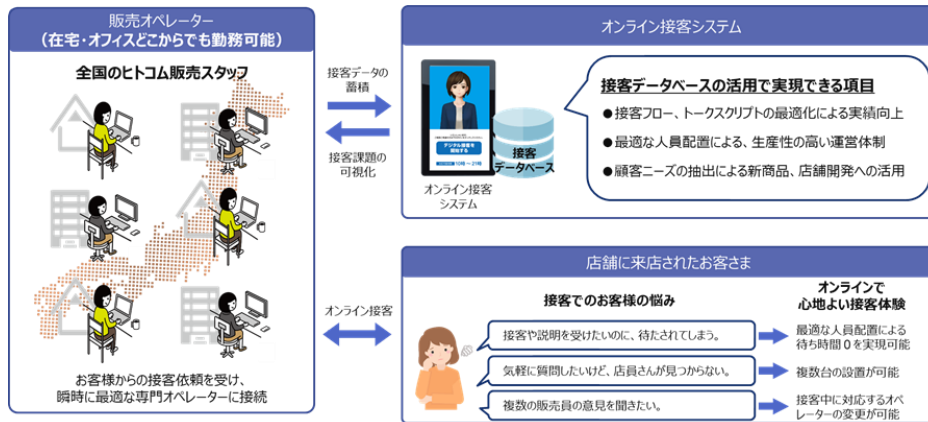 販売オペレーター
(在宅・オフィスどこからでも勤務可能)
全国のヒトコム販売スタッフ
お客様からの接客依頼を受け、
瞬時に最適な専門オペレーターに接続
接客データの
蓄積
接客課題の
可視化
オンライン接客
オンライン接客システム
デジタル接客を
開始する
10時~21時
オンライン接客
システム
接客
データベース
接客データベースの活用で実現できる項目
●接客フロー、トークスクリプトの最適化による実績向上
●最適な人員配置による、生産性の高い運営体制
●顧客ニーズの抽出による新商品、店舗開発への活用
店舗に来店されたお客さま
接客でのお客様の悩み
オンラインで
心地よい接客体験
接客や説明を受けたいのに、待たされてしまう。
最適な人員配置による
待ち時間0を実現可能
気軽に質問したいけど、店員さんが見つからない。
複数台の設置が可能
複数の販売員の意見を聞きたい。
接客中に対応するオペ
レーターの変更が可能